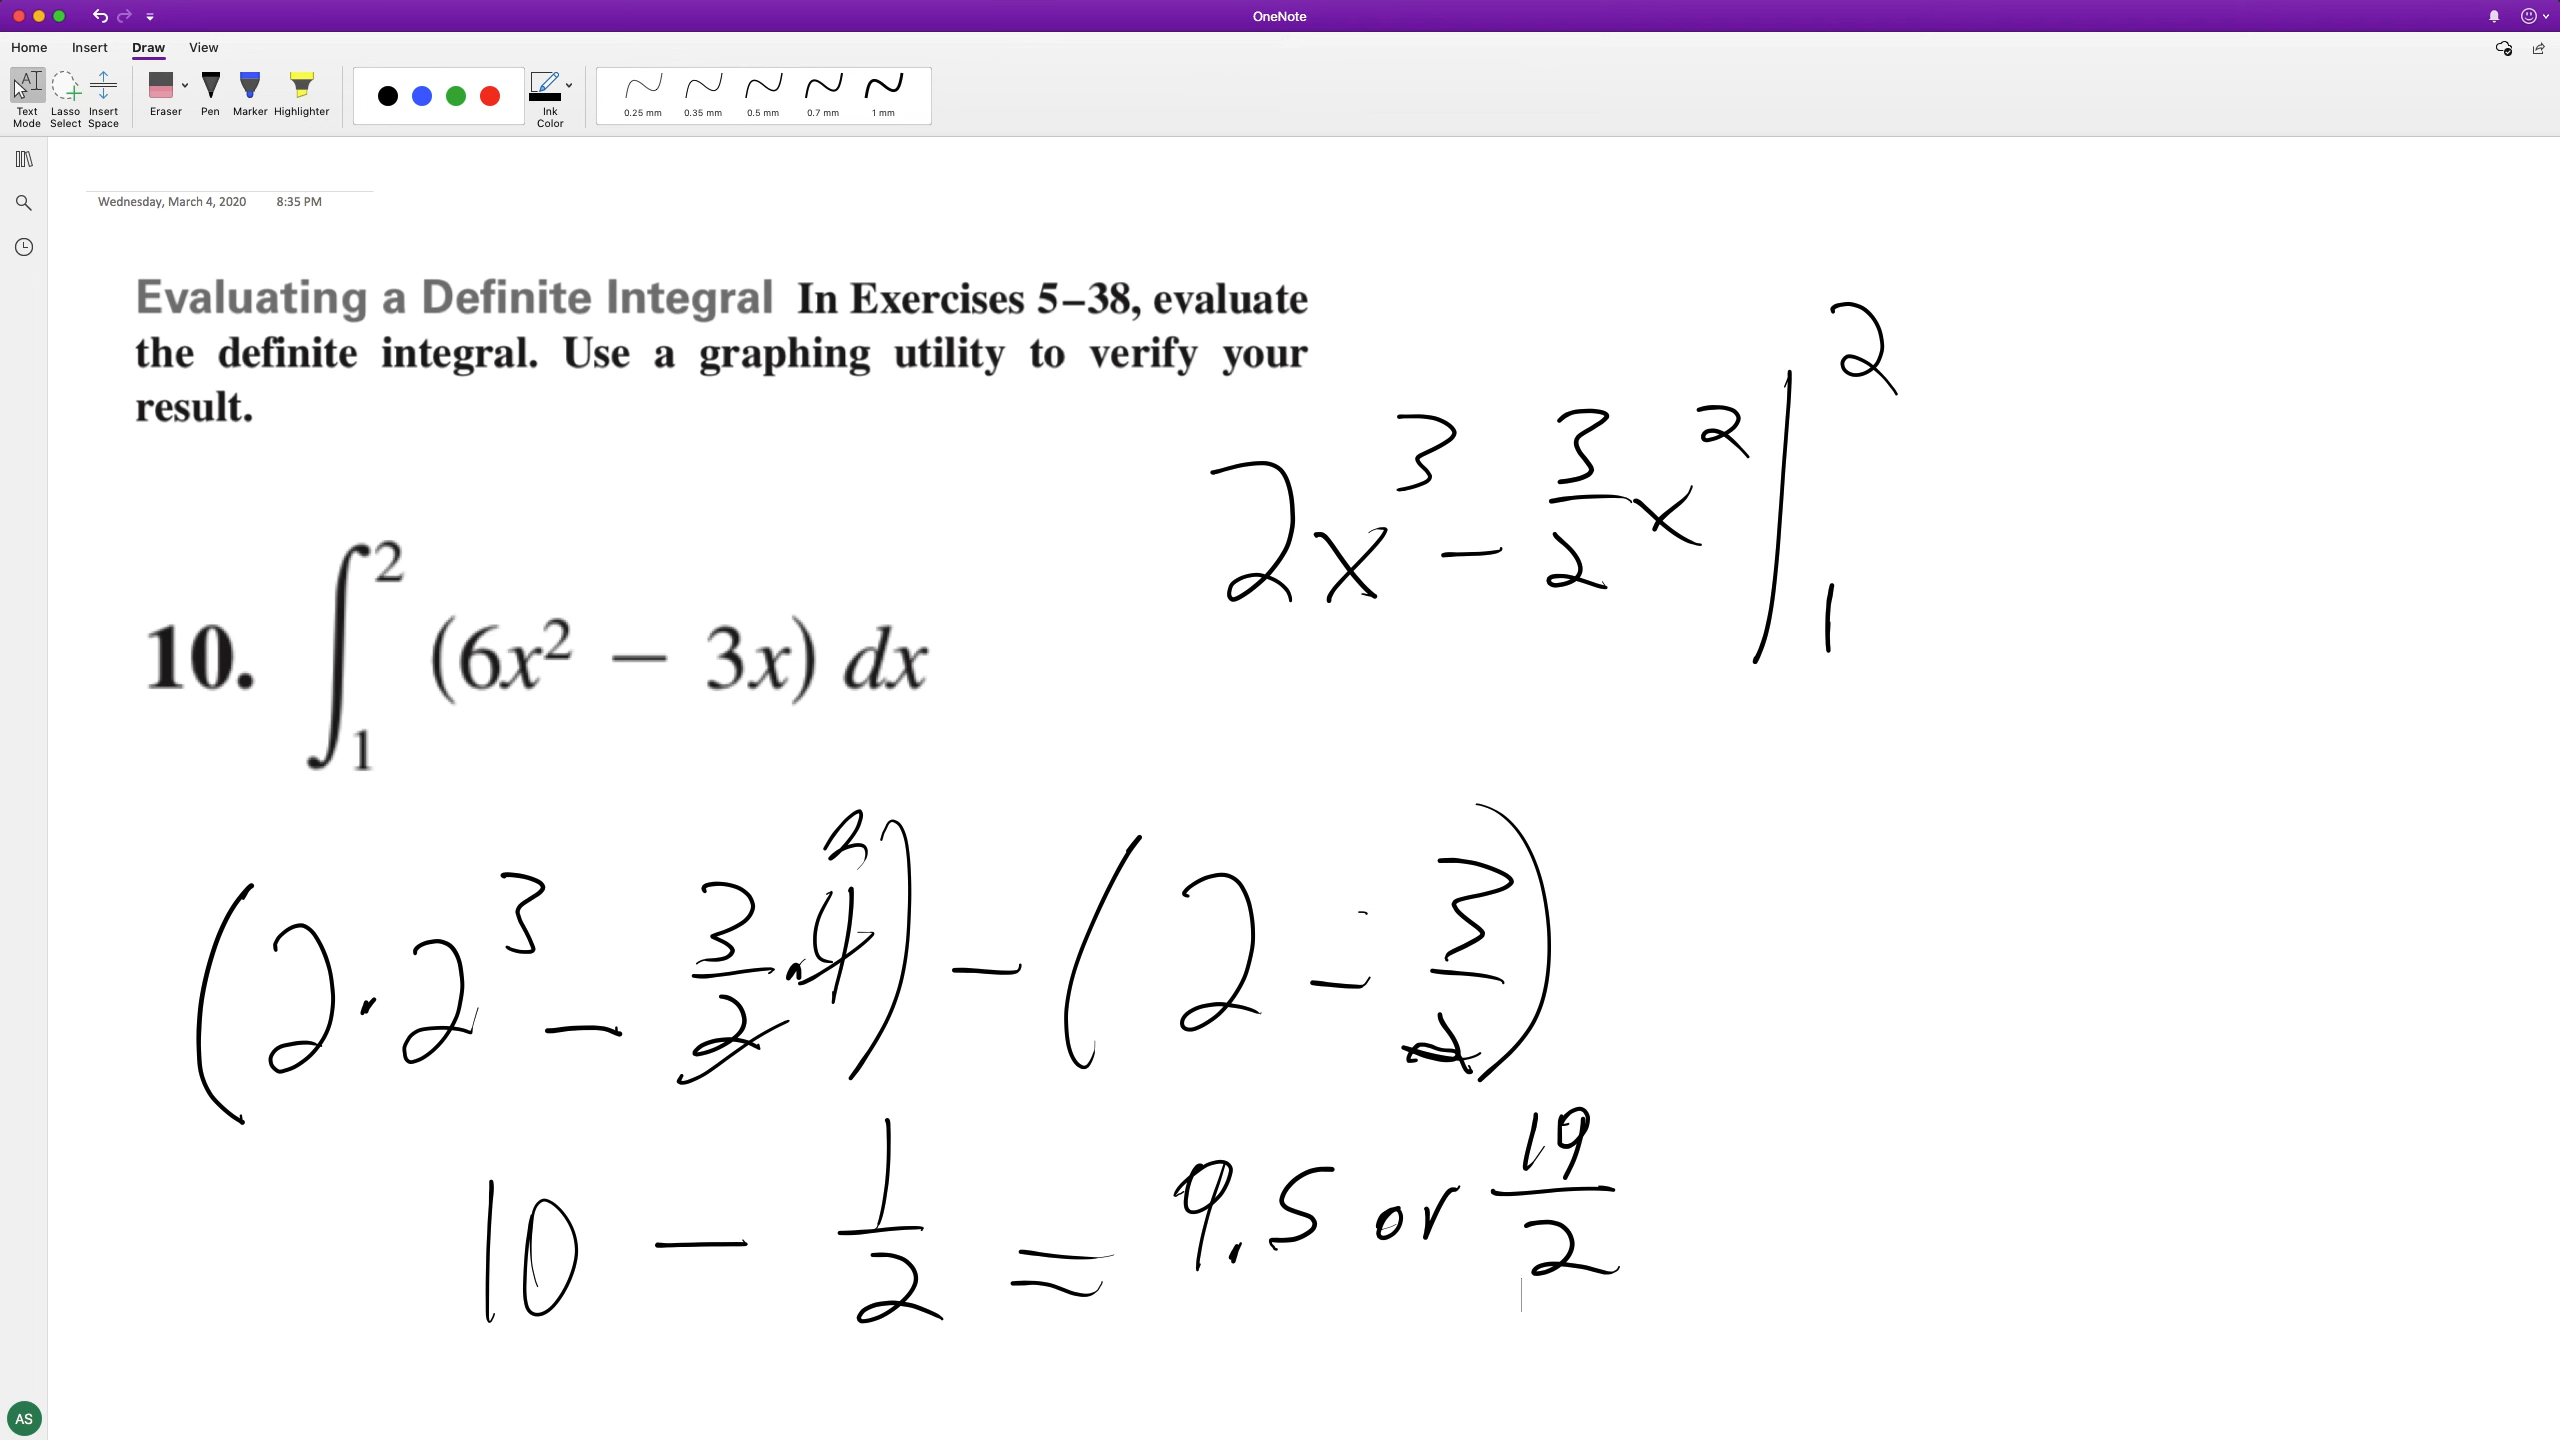 OneNote
Home Insert Draw View
Text Mode Lasso Select Insert Space Eraser Pen Marker Highlighter Ink Color 0.25 mm 0.35 mm 0.5 mm 0.7 mm 1 mm
Wednesday, March 4, 2020 8:35 PM
Evaluating a Definite Integral In Exercises 5–38, evaluate
the definite integral. Use a graphing utility to verify your
result.
2x³ − 3/2 x² |₁²
10. ∫₁² (6x² − 3x) dx
(2·2³ − 3/2·4) − (2 − 3/2)
10 − 1/2 = 9.5 or 19/2
AS